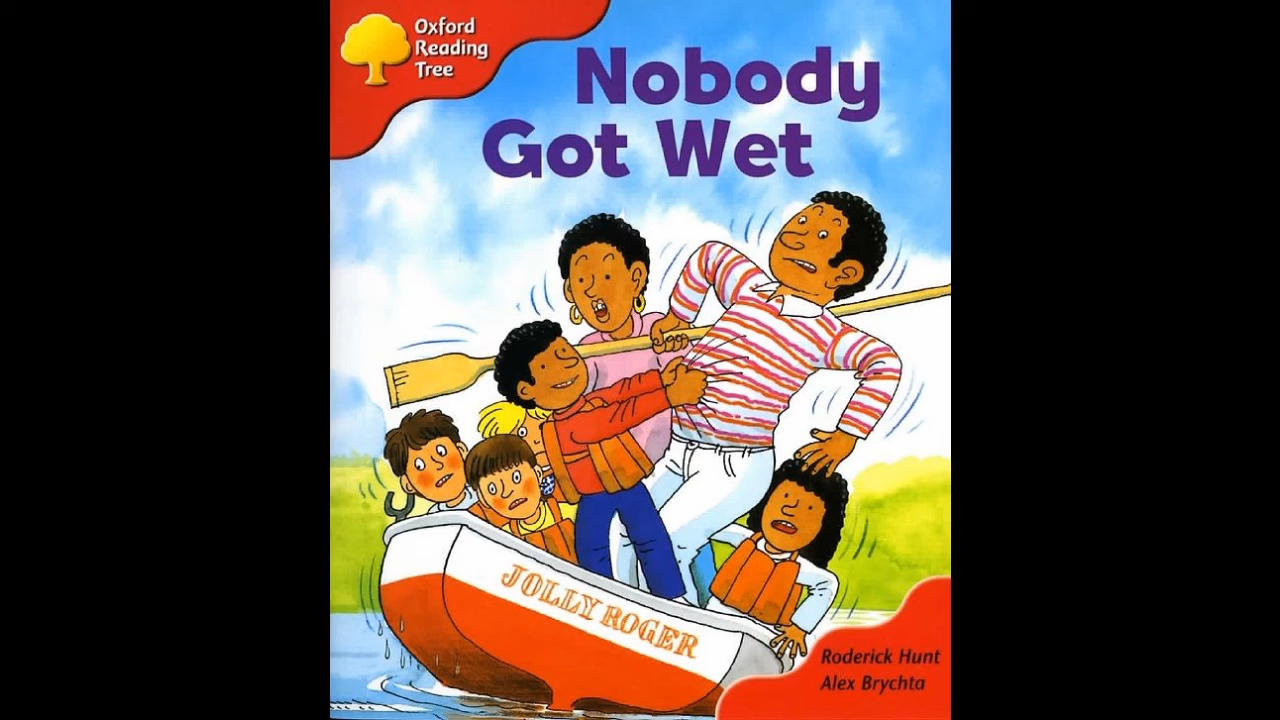 Oxford
Reading
Tree
Nobody
Got Wet
JOLLY ROGER
Roderick Hunt
Alex Brychta